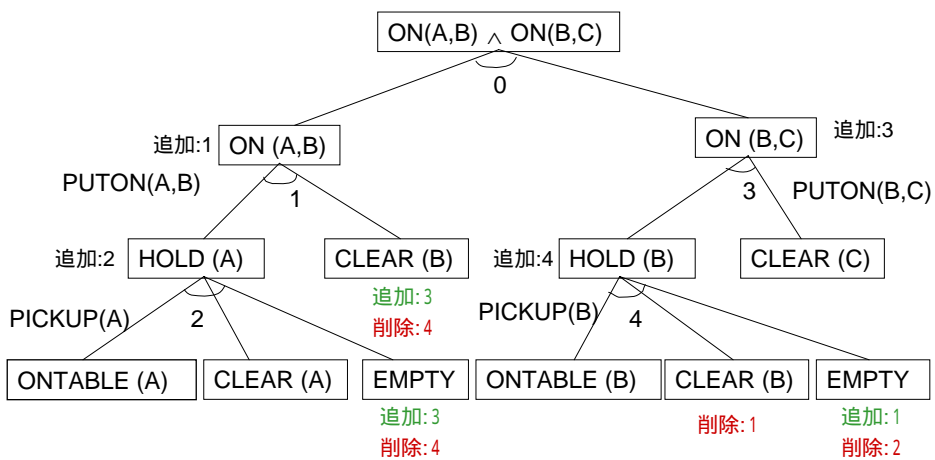 ON(A,B) ∧ ON(B,C)
0
追加:1
ON (A,B)
ON (B,C)
追加:3
PUTON(A,B)
1
3
PUTON(B,C)
追加:2
HOLD (A)
CLEAR (B)
追加:4
HOLD (B)
CLEAR (C)
追加:3
削除:4
PICKUP(A)
2
PICKUP(B)
4
ONTABLE (A)
CLEAR (A)
EMPTY
ONTABLE (B)
CLEAR (B)
EMPTY
追加:3
削除:4
削除:1
追加:1
削除:2